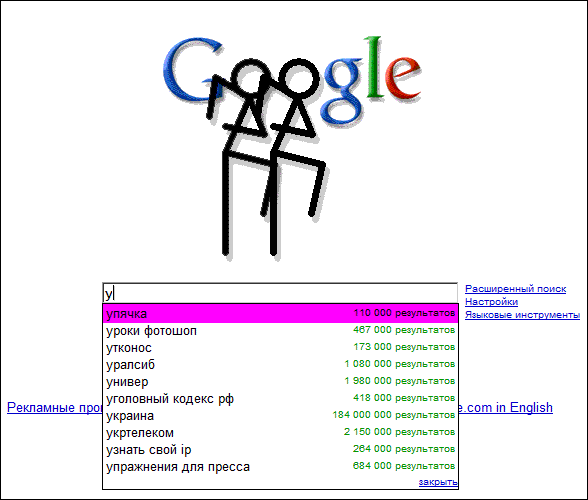 Google
у
Расширенный поиск
Настройки
Языковые инструменты
упячка 110 000 результатов
уроки фотошоп 467 000 результатов
утконос 173 000 результатов
уралсиб 1 080 000 результатов
универ 1 980 000 результатов
уголовный кодекс рф 418 000 результатов
украина 184 000 000 результатов
укртелеком 2 150 000 результатов
узнать свой ip 264 000 результатов
упражнения для пресса 684 000 результатов
закрыть
Рекламные e.com in English